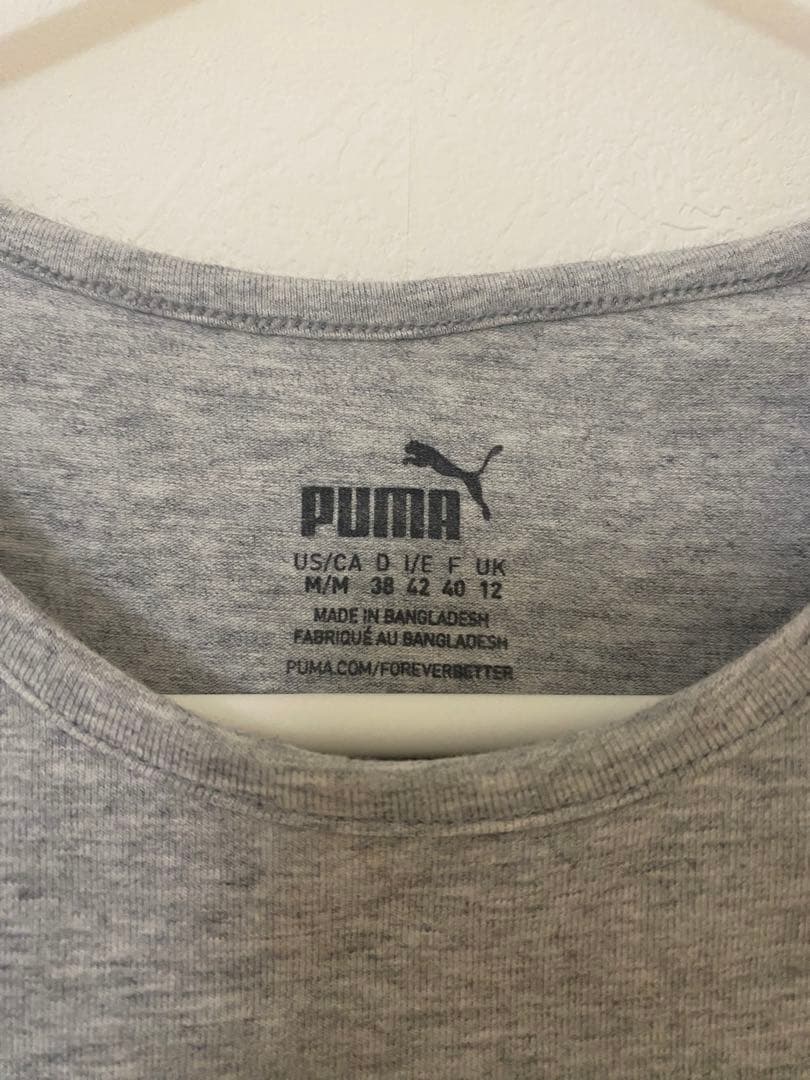 PUMA
US/CA D I/E F UK
M/M 38 42 40 12
MADE IN BANGLADESH
FABRIQUÉ AU BANGLADESH
PUMA.COM/FOREVERBETTER